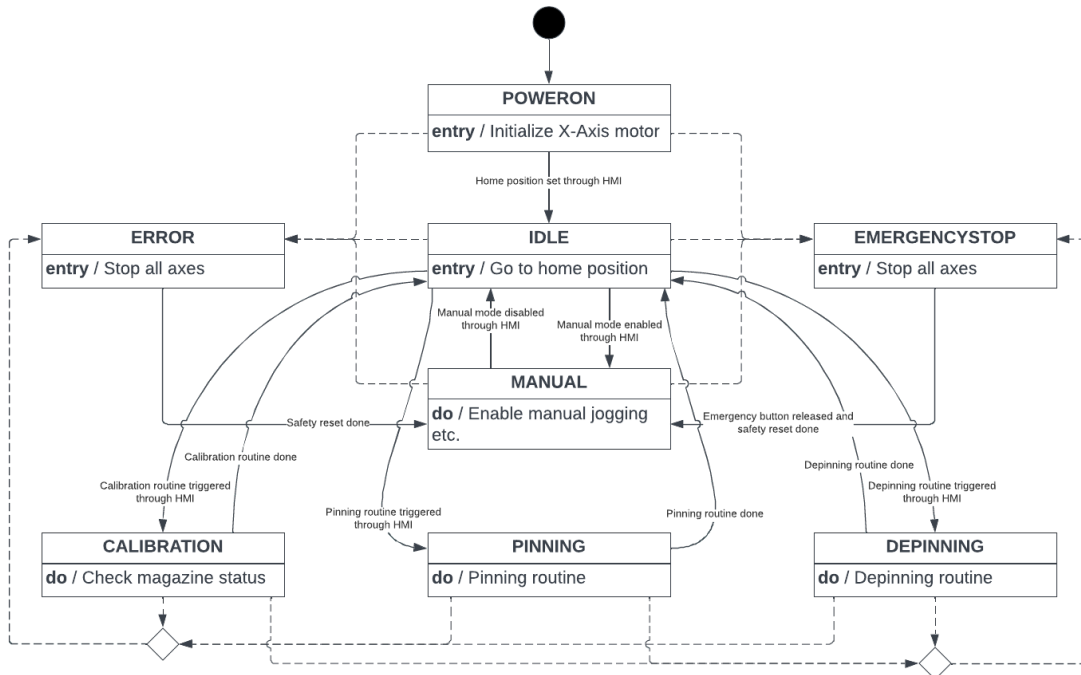 POWERON
entry / Initialize X-Axis motor
Home position set through HMI
ERROR
entry / Stop all axes
IDLE
entry / Go to home position
EMERGENCYSTOP
entry / Stop all axes
Manual mode disabled
through HMI
Manual mode enabled
through HMI
MANUAL
do / Enable manual jogging
etc.
Safety reset done
Emergency button released and
safety reset done
Calibration routine done
Depinning routine done
Calibration routine triggered
through HMI
Pinning routine triggered
through HMI
Pinning routine done
Depinning routine triggered
through HMI
CALIBRATION
do / Check magazine status
PINNING
do / Pinning routine
DEPINNING
do / Depinning routine